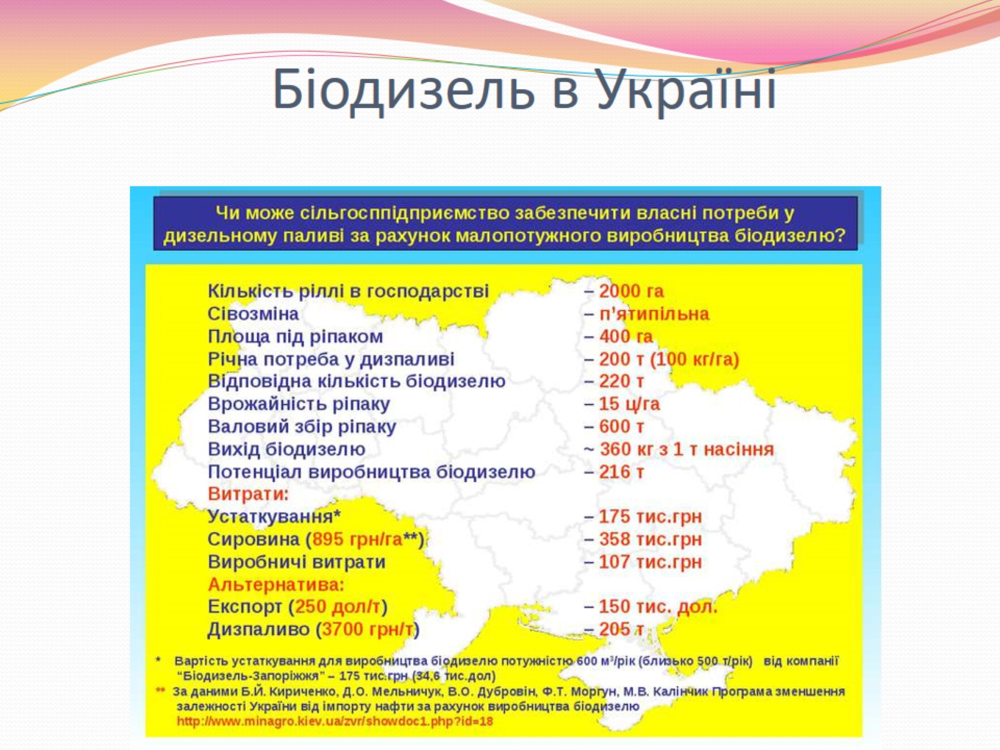 Біодизель в Україні
Чи може сільгосппідприємство забезпечити власні потреби у
дизельному паливі за рахунок малопотужного виробництва біодизелю?
Кількість ріллі в господарстві – 2000 га
Сівозміна – п’ятипільна
Площа під ріпаком – 400 га
Річна потреба у дизпаливі – 200 т (100 кг/га)
Відповідна кількість біодизелю – 220 т
Врожайність ріпаку – 15 ц/га
Валовий збір ріпаку – 600 т
Вихід біодизелю ~ 360 кг з 1 т насіння
Потенціал виробництва біодизелю – 216 т
Витрати:
Устаткування* – 175 тис.грн
Сировина (895 грн/га**) – 358 тис.грн
Виробничі витрати – 107 тис.грн
Альтернатива:
Експорт (250 дол/т) – 150 тис. дол.
Дизпаливо (3700 грн/т) – 205 т
* Вартість устаткування для виробництва біодизелю потужністю 600 м³/рік (близько 500 т/рік) від компанії
“Біодизель-Запоріжжя” – 175 тис.грн (34,6 тис.дол)
** За даними Б.Й. Кириченко, Д.О. Мельничук, В.О. Дубровін, Ф.Т. Моргун, М.В. Калінчик Програма зменшення
залежності України від імпорту нафти за рахунок виробництва біодизелю
http://www.minagro.kiev.ua/zvr/showdoc1.php?id=18